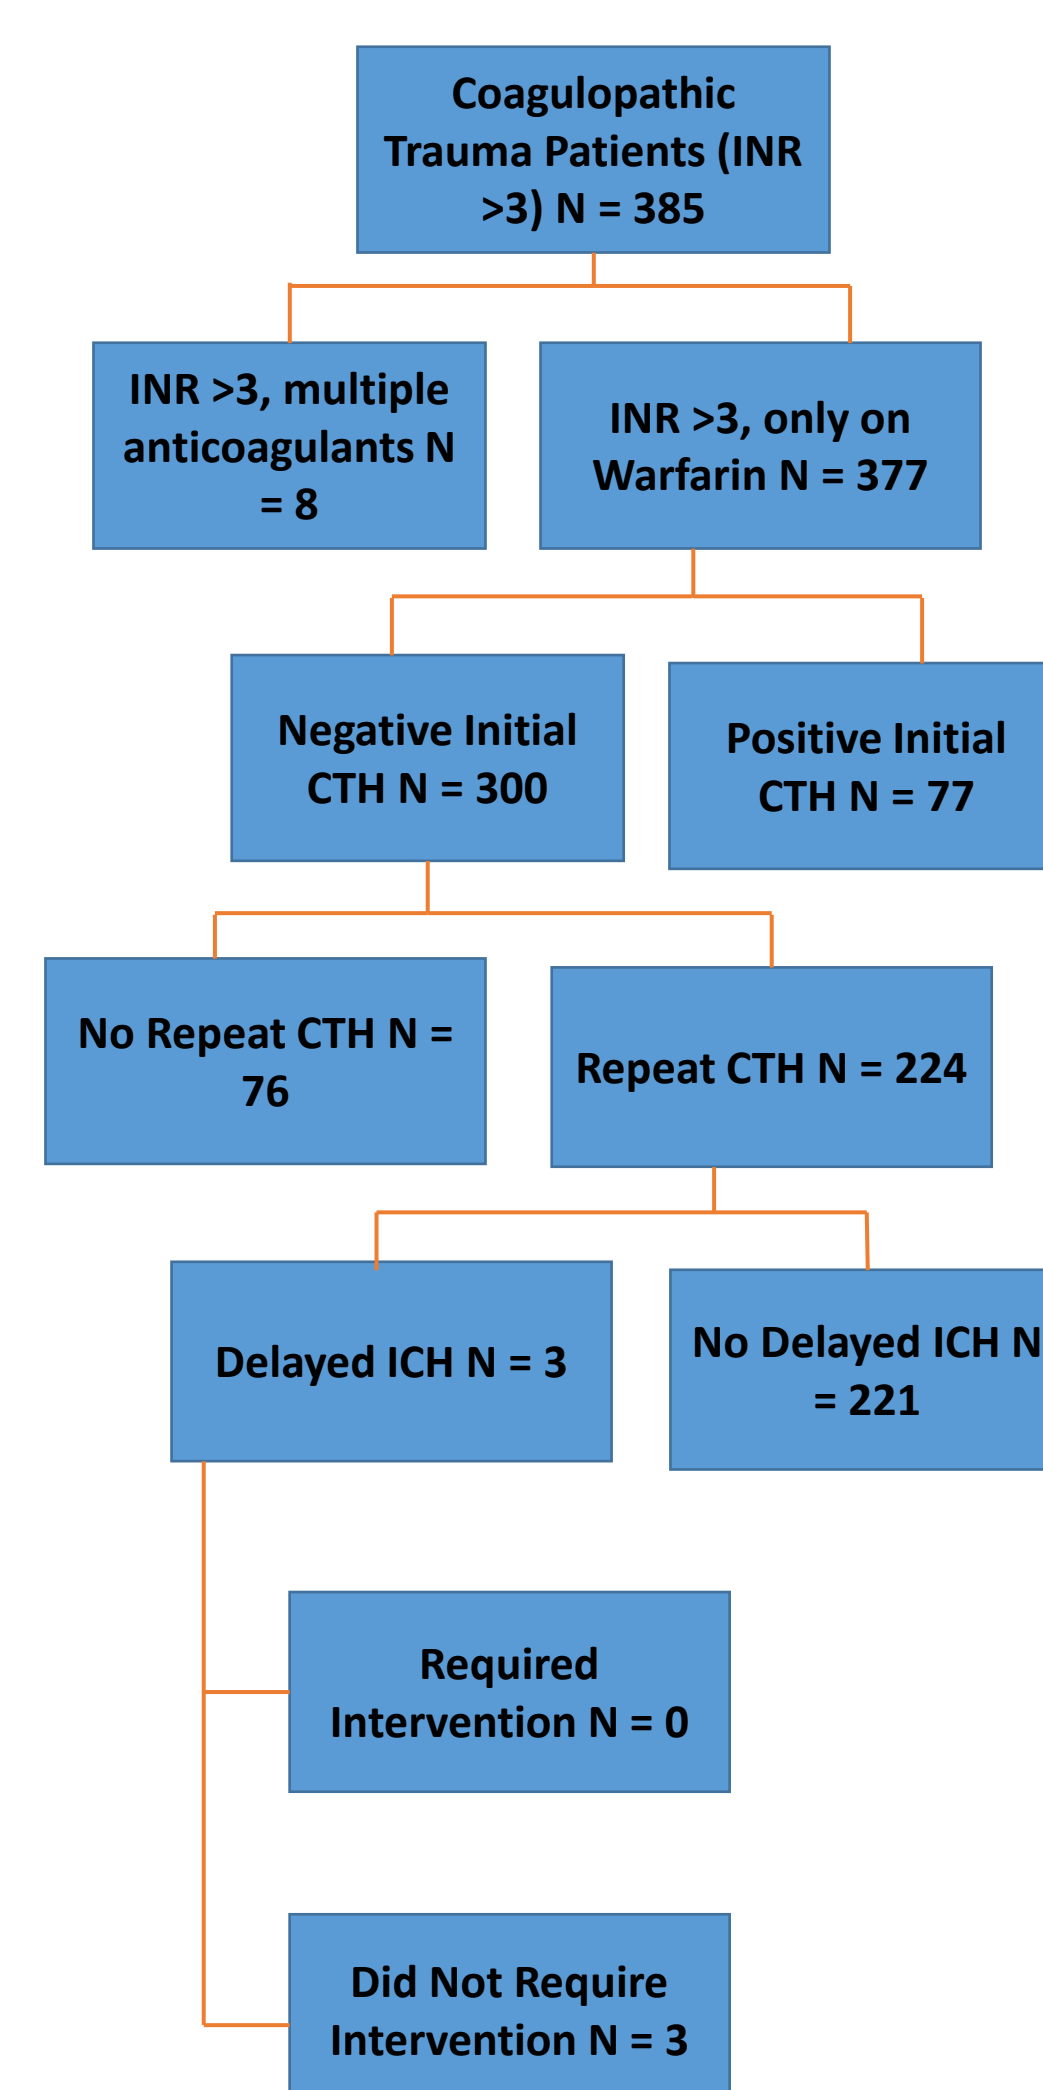 Coagulopathic
Trauma Patients (INR
>3) N = 385
INR >3, multiple
anticoagulants N
= 8
INR >3, only on
Warfarin N = 377
Negative Initial
CTH N = 300
Positive Initial
CTH N = 77
No Repeat CTH N =
76
Repeat CTH N = 224
Delayed ICH N = 3
No Delayed ICH N
= 221
Required
Intervention N = 0
Did Not Require
Intervention N = 3